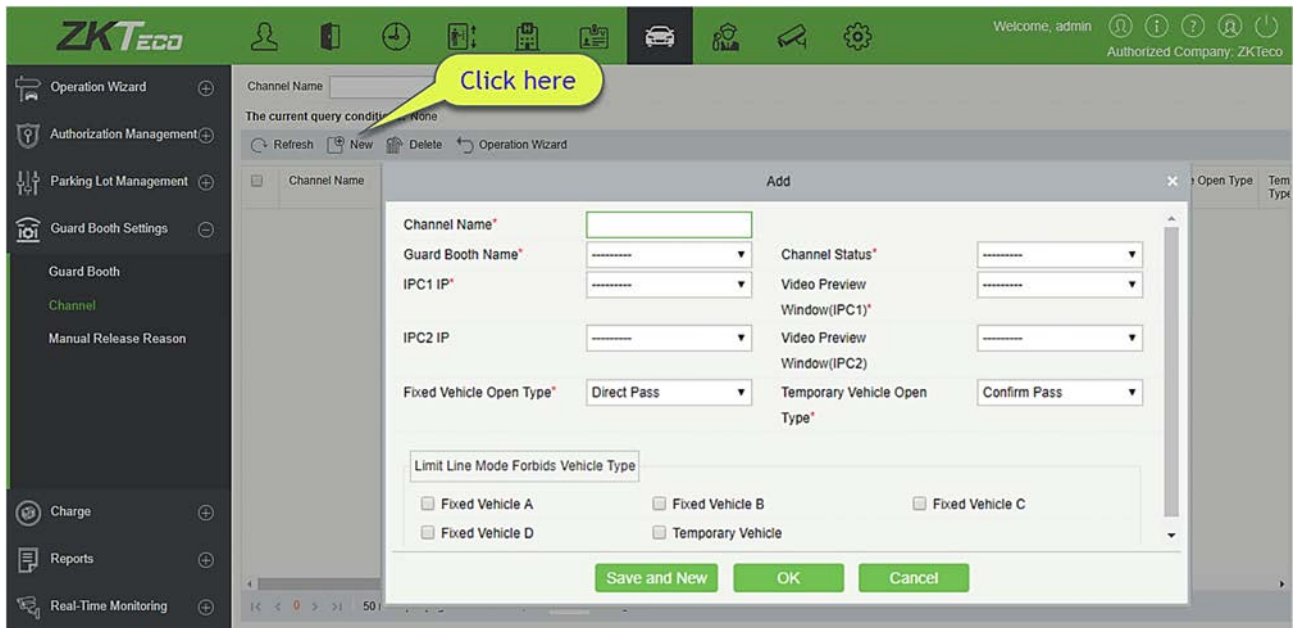 ZKTeco
Welcome, admin
Authorized Company: ZKTeco
Operation Wizard
Authorization Management
Parking Lot Management
Guard Booth Settings
Guard Booth
Channel
Manual Release Reason
Charge
Reports
Real-Time Monitoring
Channel Name
Click here
The current query None
Refresh New Delete Operation Wizard
Channel Name
Open Type
Add
Channel Name*
Guard Booth Name* --------- Channel Status* ---------
IPC1 IP* --------- Video Preview ---------
Window(IPC1)*
IPC2 IP --------- Video Preview ---------
Window(IPC2)
Fixed Vehicle Open Type* Direct Pass Temporary Vehicle Open Confirm Pass
Type*
Limit Line Mode Forbids Vehicle Type
Fixed Vehicle A Fixed Vehicle B Fixed Vehicle C
Fixed Vehicle D Temporary Vehicle
Save and New OK Cancel
0 50